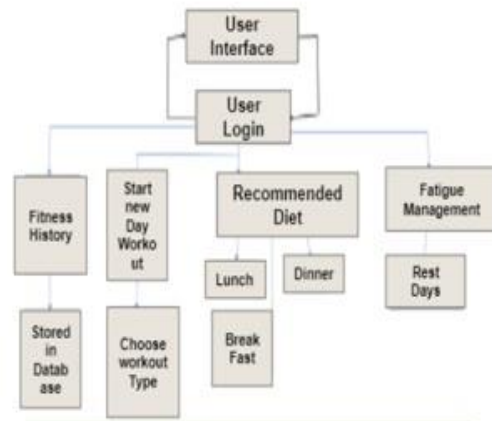 User
Interface
User
Login
Fitness
History
Start
new
Day
Worko
ut
Recommended
Diet
Fatigue
Management
Lunch
Dinner
Rest
Days
Stored
in
Datab
ase
Choose
workout
Type
Break
Fast